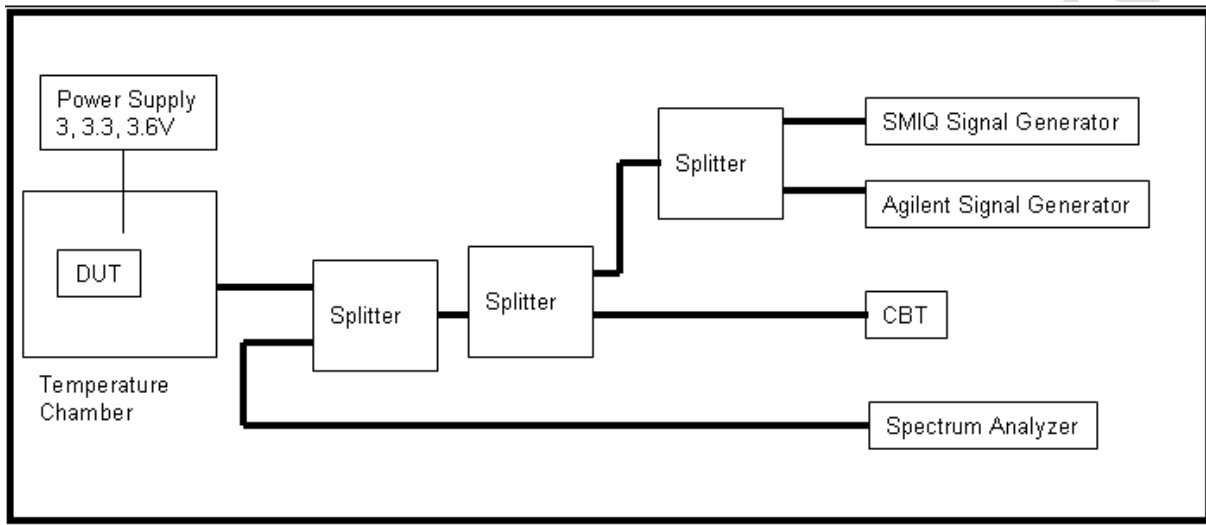 Power Supply
3, 3.3, 3.6V
SMIQ Signal Generator
Splitter
Agilent Signal Generator
DUT
Splitter
Splitter
CBT
Temperature
Chamber
Spectrum Analyzer